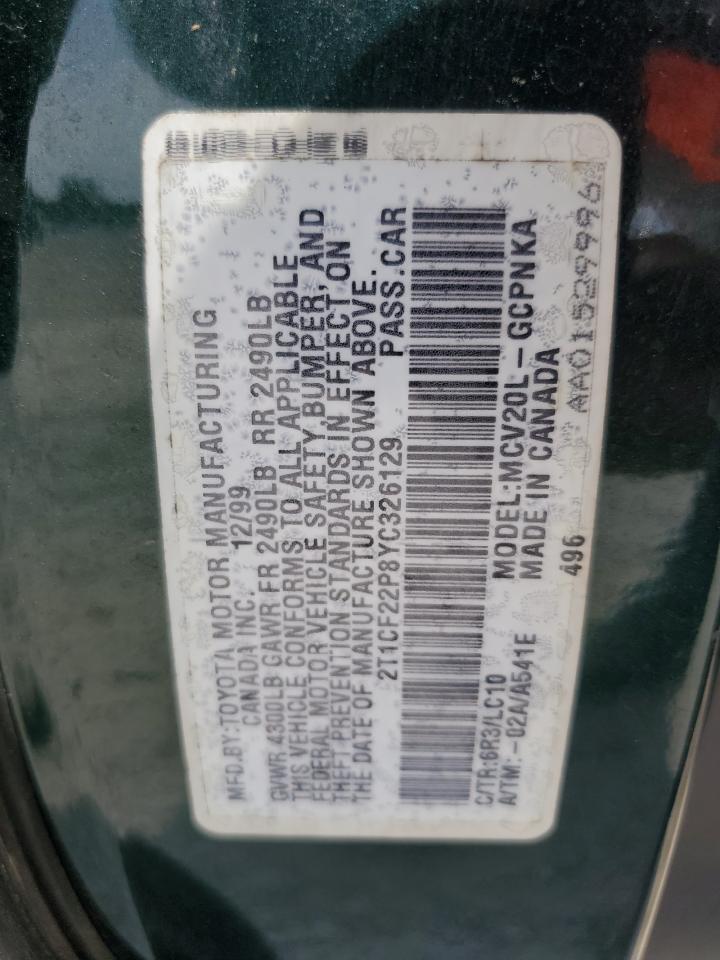 MFD.BY:TOYOTA MOTOR MANUFACTURING
CANADA INC. 12/99
GVWR 4300LB GAWR:FR 2490LB RR 2490LB
THIS VEHICLE CONFORMS TO ALL APPLICABLE
FEDERAL MOTOR VEHICLE SAFETY,BUMPER, AND
THEFT PREVENTION STANDARDS IN EFFECT ON
THE DATE OF MANUFACTURE SHOWN ABOVE.
2T1CF22P8YC326129 PASS.CAR
C/TR:6R3/LC10 MODEL:MCV20L-GCPNKA
A/TM:-02A/A541E MADE IN CANADA
496
AA01529996